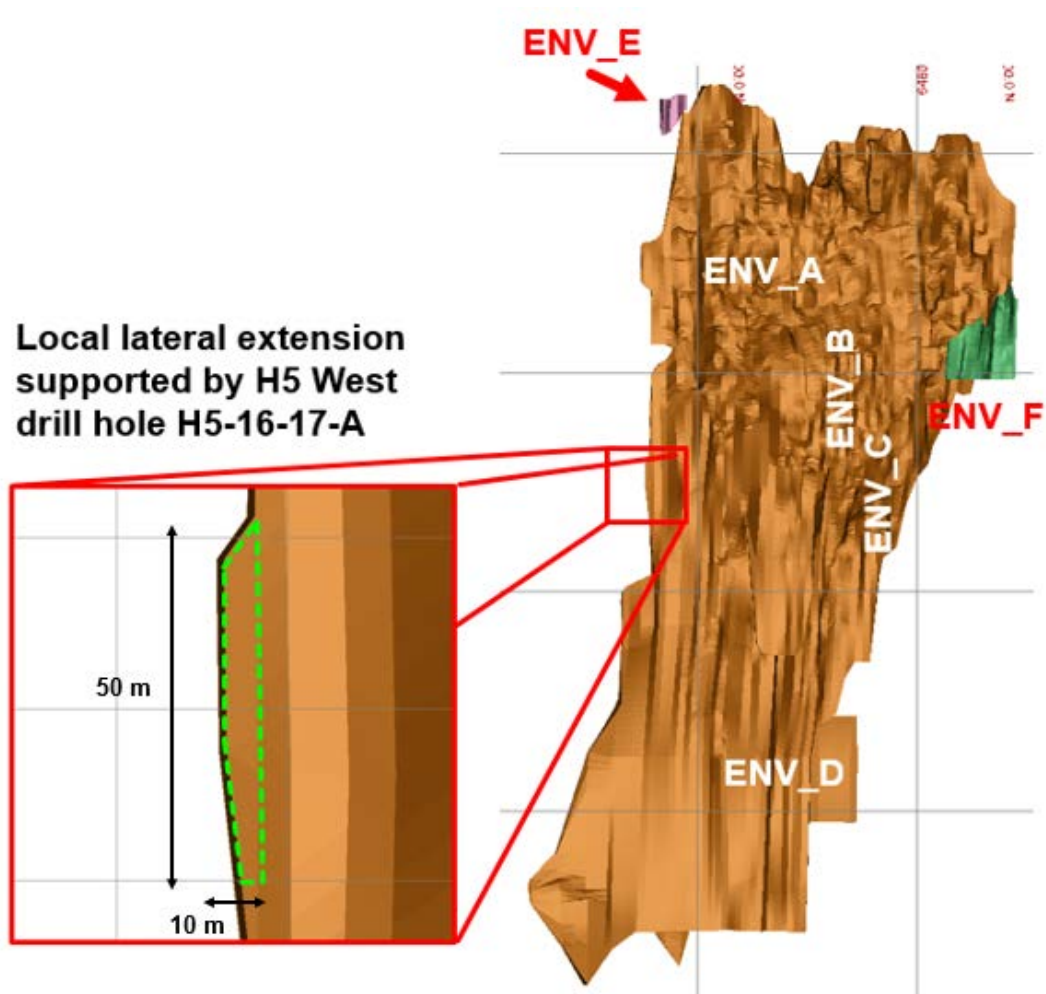 ENV_E
6480
ENV_A
Local lateral extension
supported by H5 West
drill hole H5-16-17-A
ENV_B
ENV_F
ENV_C
50 m
ENV_D
10 m